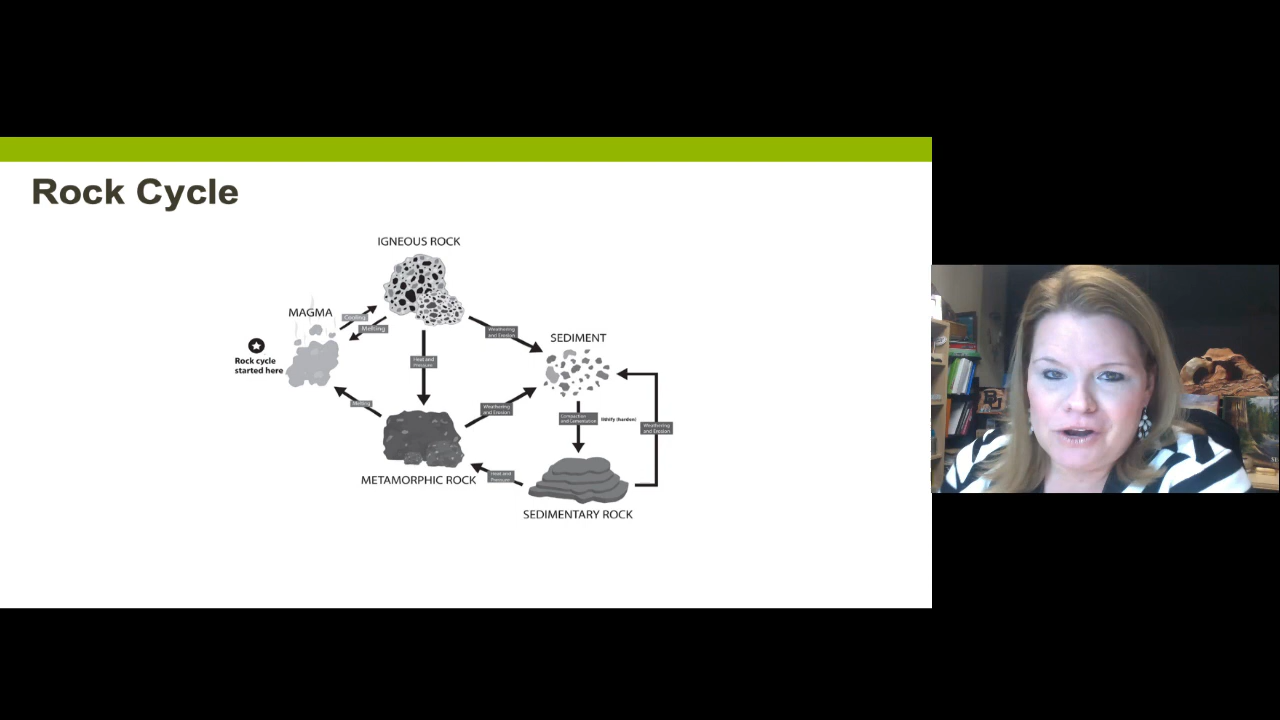 Rock Cycle
IGNEOUS ROCK
MAGMA
Cooling
Melting
Weathering
and Erosion
SEDIMENT
Rock cycle
started here
Heat and
Pressure
Melting
Weathering
and Erosion
Compaction
and Cementation
(harden)
Weathering
and Erosion
METAMORPHIC ROCK
Heat and
Pressure
SEDIMENTARY ROCK